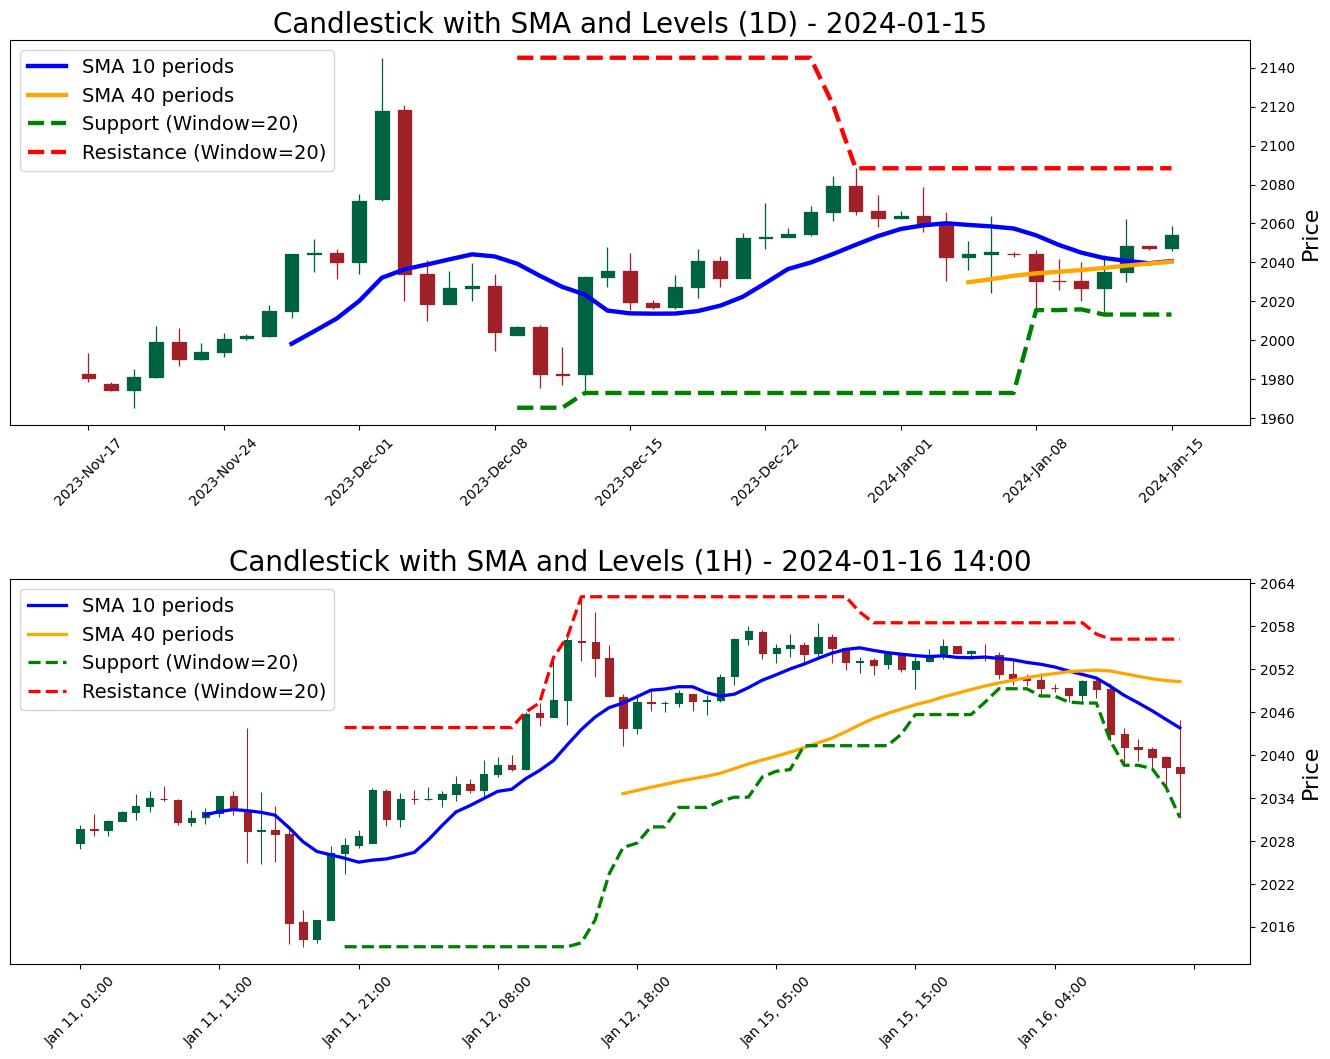 Candlestick with SMA and Levels (1D) - 2024-01-15
SMA 10 periods
SMA 40 periods
Support (Window=20)
Resistance (Window=20)
2140
2120
2100
2080
2060
2040
2020
2000
1980
1960
Price
2023-Nov-17
2023-Nov-24
2023-Dec-01
2023-Dec-08
2023-Dec-15
2023-Dec-22
2024-Jan-01
2024-Jan-08
2024-Jan-15
Candlestick with SMA and Levels (1H) - 2024-01-16 14:00
SMA 10 periods
SMA 40 periods
Support (Window=20)
Resistance (Window=20)
2064
2058
2052
2046
2040
2034
2028
2022
2016
Price
Jan 11, 01:00
Jan 11, 11:00
Jan 11, 21:00
Jan 12, 08:00
Jan 12, 18:00
Jan 15, 05:00
Jan 15, 15:00
Jan 16, 04:00